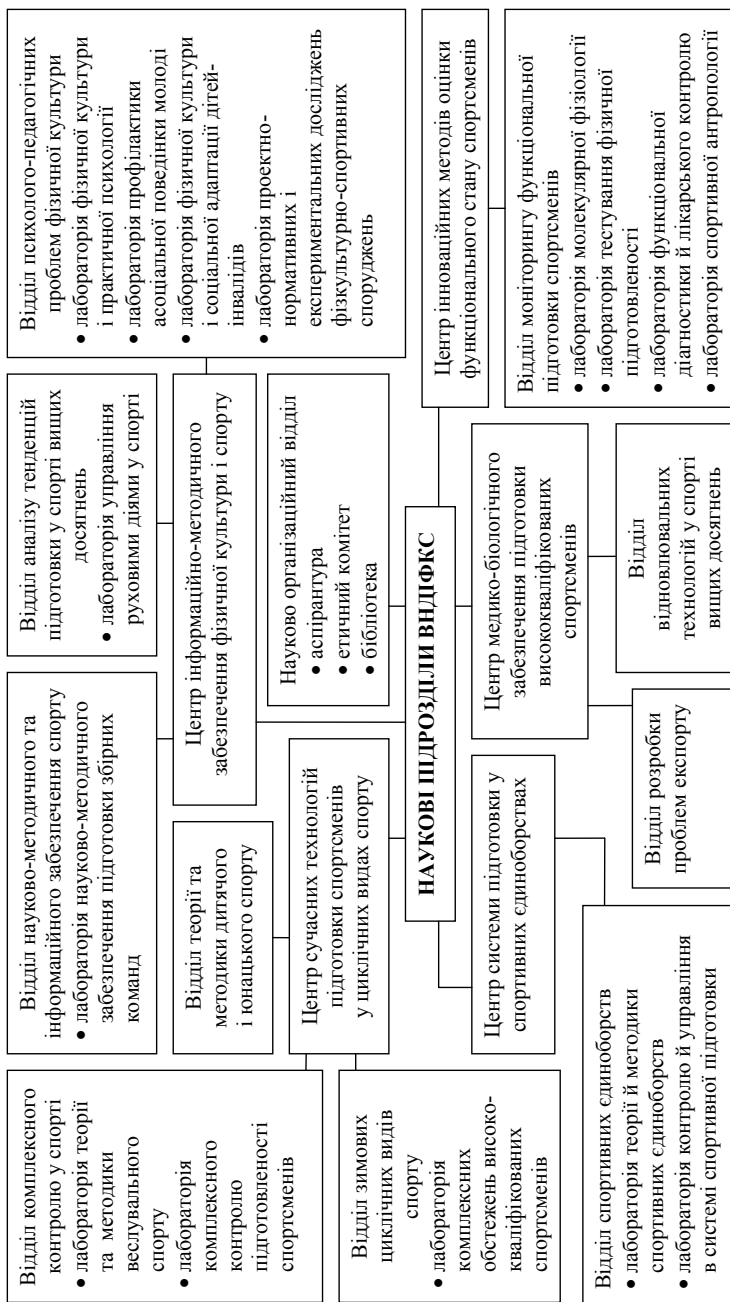 Відділ комплексного
контролю у спорті
• лабораторія теорії
та методики
веслувального
спорту
• лабораторія
комплексного
контролю
підготовленості
спортсменів
Відділ науково-методичного та
інформаційного забезпечення спорту
• лабораторія науково-методичного
забезпечення підготовки збірних
команд
Відділ аналізу тенденцій
підготовки у спорті вищих
досягнень
• лабораторія управління
руховими діями у спорті
Відділ психолого-педагогічних
проблем фізичної культури
• лабораторія фізичної культури
і практичної психології
• лабораторія профілактики
асоціальної поведінки молоді
• лабораторія фізичної культури
і соціальної адаптації дітей-
інвалідів
• лабораторія проектно-
нормативних і
експериментальних досліджень
фізкультурно-спортивних
споруджень
Відділ теорії та
методики дитячого
і юнацького спорту
Центр інформаційно-методичного
забезпечення фізичної культури і спорту
Відділ зимових
циклічних видів
спорту
• лабораторія
комплексних
обстежень високо-
кваліфікованих
спортсменів
Центр сучасних технологій
підготовки спортсменів
у циклічних видах спорту
Науково організаційний відділ
• аспірантура
• етичний комітет
• бібліотека
НАУКОВІ ПІДРОЗДІЛИ ВНДІФКС
Центр інноваційних методів оцінки
функціонального стану спортсменів
Центр системи підготовки у
спортивних єдиноборствах
Центр медико-біологічного
забезпечення підготовки
висококваліфікованих
спортсменів
Відділ моніторингу функціональної
підготовки спортсменів
• лабораторія молекулярної фізіології
• лабораторія тестування фізичної
підготовленості
• лабораторія функціональної
діагностики й лікарського контролю
• лабораторія спортивної антропології
Відділ спортивних єдиноборств
• лабораторія теорії й методики
спортивних єдиноборств
• лабораторія контролю й управління
в системі спортивної підготовки
Відділ розробки
проблем експорту
Відділ
відновлювальних
технологій у спорті
вищих досягнень